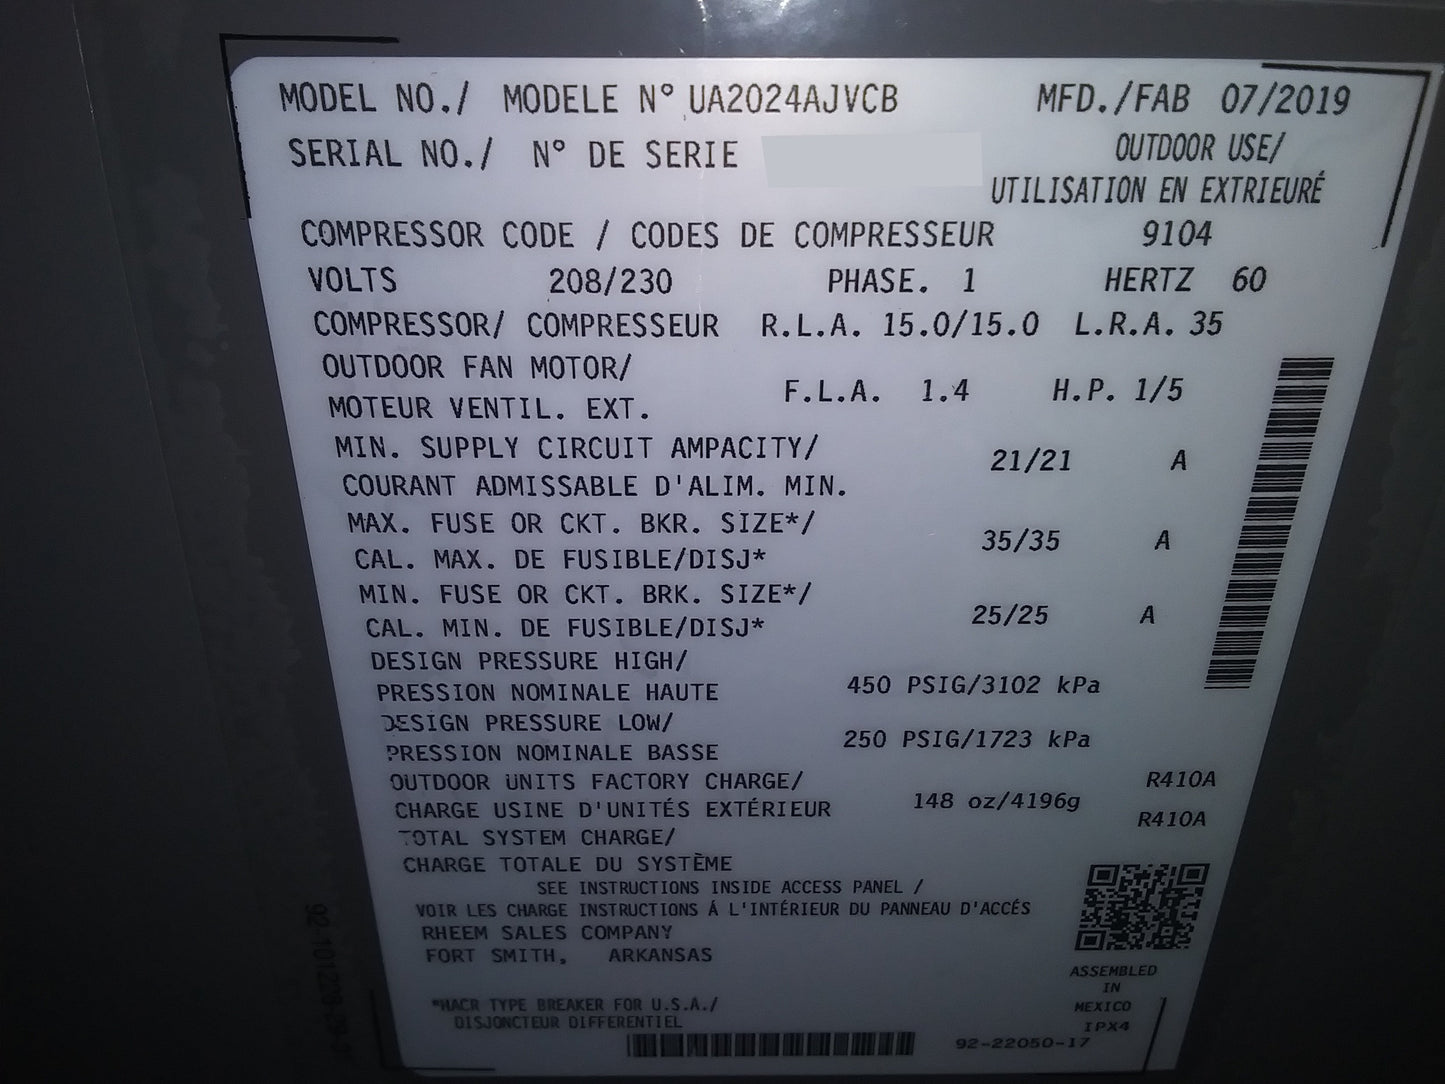 MODEL NO./ MODELE N° UA2024AJVCB MFD./FAB 07/2019
SERIAL NO./ N° DE SERIE
OUTDOOR USE/
UTILISATION EN EXTRIEURÉ
COMPRESSOR CODE / CODES DE COMPRESSEUR 9104
VOLTS 208/230 PHASE. 1 HERTZ 60
COMPRESSOR/ COMPRESSEUR R.L.A. 15.0/15.0 L.R.A. 35
OUTDOOR FAN MOTOR/
MOTEUR VENTIL. EXT. F.L.A. 1.4 H.P. 1/5
MIN. SUPPLY CIRCUIT AMPACITY/
COURANT ADMISSABLE D'ALIM. MIN. 21/21 A
MAX. FUSE OR CKT. BKR. SIZE*/
CAL. MAX. DE FUSIBLE/DISJ* 35/35 A
MIN. FUSE OR CKT. BRK. SIZE*/
CAL. MIN. DE FUSIBLE/DISJ* 25/25 A
DESIGN PRESSURE HIGH/
PRESSION NOMINALE HAUTE 450 PSIG/3102 kPa
DESIGN PRESSURE LOW/
PRESSION NOMINALE BASSE 250 PSIG/1723 kPa
OUTDOOR UNITS FACTORY CHARGE/ R410A
CHARGE USINE D'UNITÉS EXTÉRIEUR 148 oz/4196g
TOTAL SYSTEM CHARGE/ R410A
CHARGE TOTALE DU SYSTÈME
SEE INSTRUCTIONS INSIDE ACCESS PANEL /
VOIR LES CHARGE INSTRUCTIONS Á L'INTÉRIEUR DU PANNEAU D'ACCÉS
RHEEM SALES COMPANY
FORT SMITH, ARKANSAS
ASSEMBLED
IN
MEXICO
IPX4
*HACR TYPE BREAKER FOR U.S.A./
DISJONCTEUR DIFFERENTIEL
92-22050-17